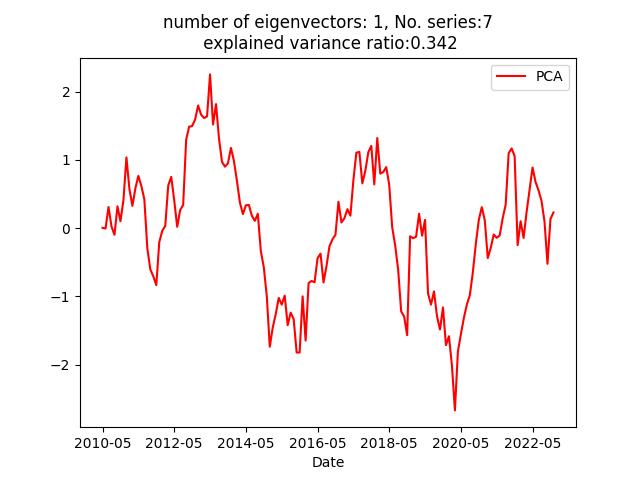 number of eigenvectors: 1, No. series:7
explained variance ratio:0.342
PCA
2
1
0
−1
−2
2010-05 2012-05 2014-05 2016-05 2018-05 2020-05 2022-05
Date